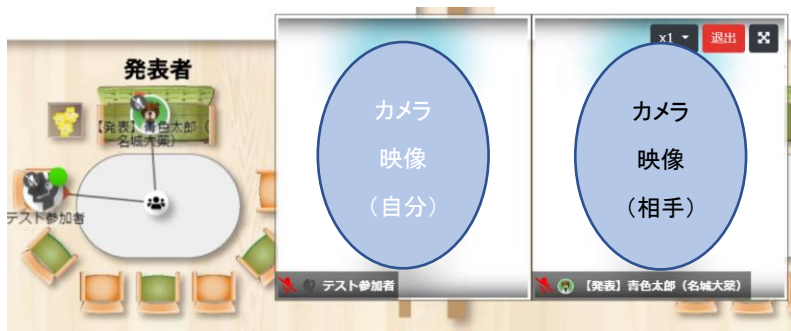 発表者
【発表】青色太郎（
名城大薬）
テスト参加者
カメラ
映像
（自分）
テスト参加者
x1
退出
カメラ
映像
（相手）
【発表】青色太郎（名城大薬）